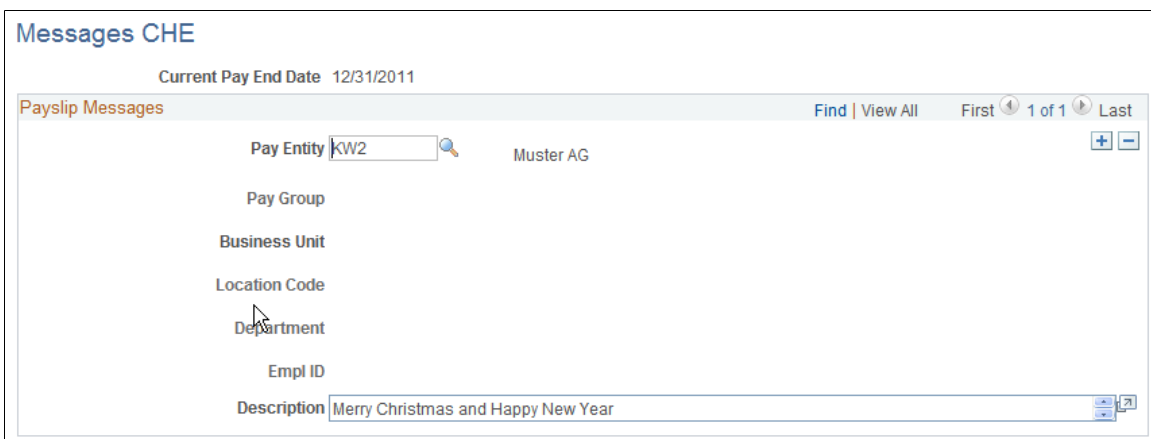 Messages CHE
Current Pay End Date 12/31/2011
Payslip Messages Find | View All First 1 of 1 Last
Pay Entity KW2 Muster AG
Pay Group
Business Unit
Location Code
Department
Empl ID
Description Merry Christmas and Happy New Year